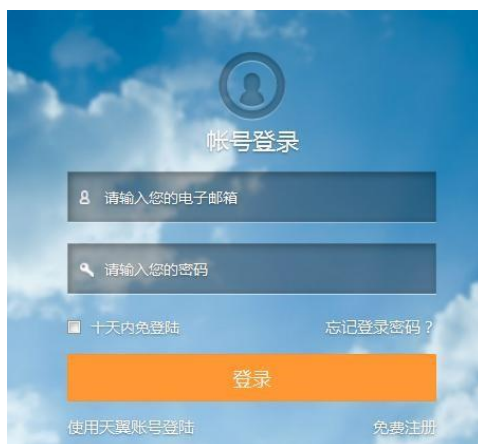 帐号登录
请输入您的电子邮箱
请输入您的密码
十天内免登陆 忘记登录密码?
登录
使用天翼账号登陆 免费注册